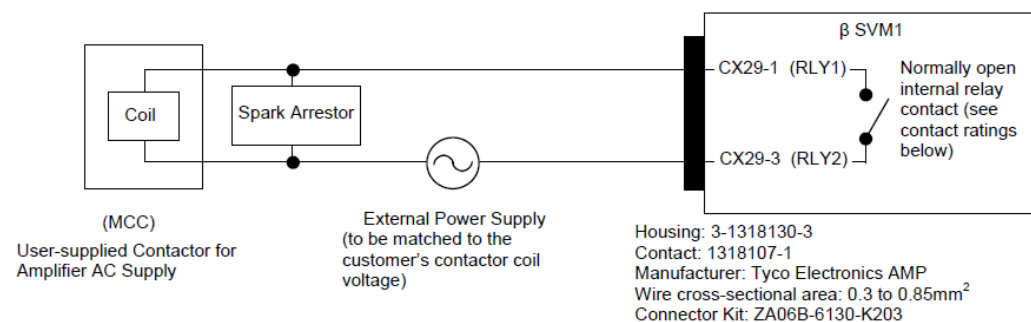 β SVM1
CX29-1 (RLY1)
Normally open
internal relay
contact (see
contact ratings
below)
Coil
Spark Arrestor
CX29-3 (RLY2)
(MCC)
User-supplied Contactor for
Amplifier AC Supply
External Power Supply
(to be matched to the
customer's contactor coil
voltage)
Housing: 3-1318130-3
Contact: 1318107-1
Manufacturer: Tyco Electronics AMP
Wire cross-sectional area: 0.3 to 0.85mm²
Connector Kit: ZA06B-6130-K203